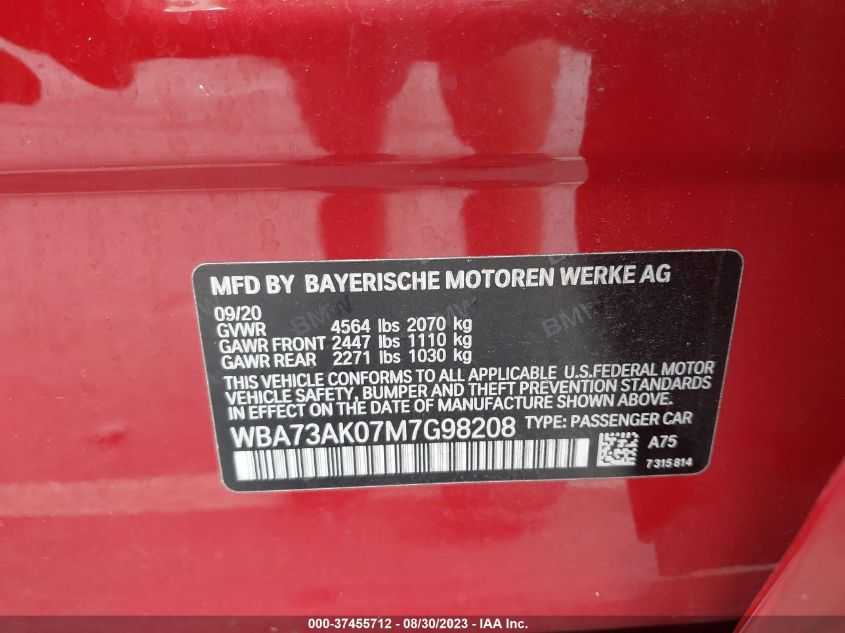 MFD BY BAYERISCHE MOTOREN WERKE AG
09/20
GVWR 4564 lbs 2070 kg
GAWR FRONT 2447 lbs 1110 kg
GAWR REAR 2271 lbs 1030 kg
THIS VEHICLE CONFORMS TO ALL APPLICABLE U.S.FEDERAL MOTOR
VEHICLE SAFETY, BUMPER AND THEFT PREVENTION STANDARDS
IN EFFECT ON THE DATE OF MANUFACTURE SHOWN ABOVE.
WBA73AK07M7G98208 TYPE: PASSENGER CAR
A75
7315814
000-37455712 - 08/30/2023 - © IAA Inc.